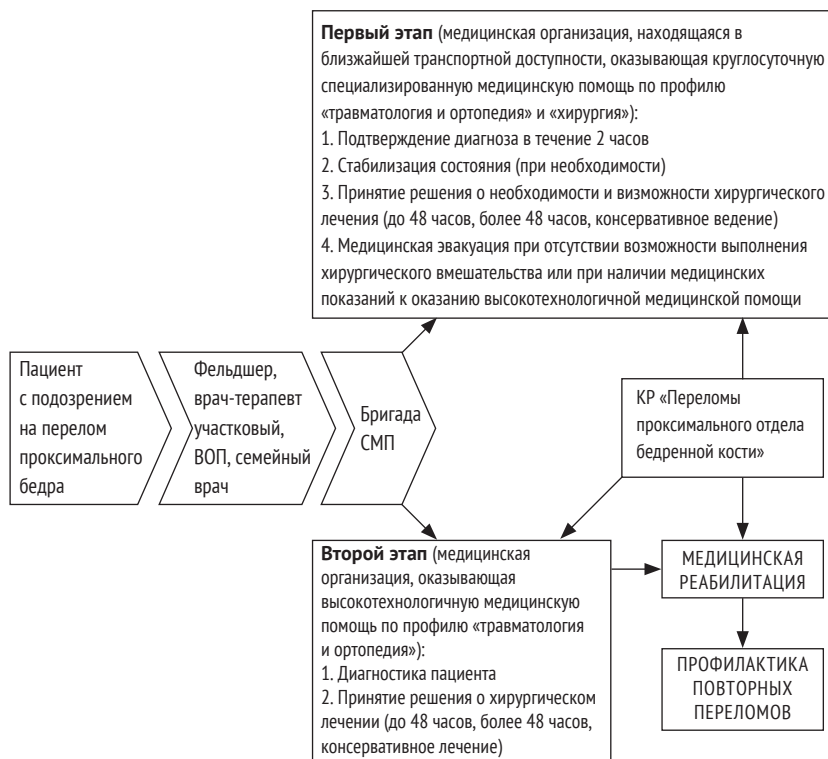 Первый этап (медицинская организация, находящаяся в
ближайшей транспортной доступности, оказывающая круглосуточную
специализированную медицинскую помощь по профилю
«травматология и ортопедия» и «хирургия»):
1. Подтверждение диагноза в течение 2 часов
2. Стабилизация состояния (при необходимости)
3. Принятие решения о необходимости и визможности хирургического
лечения (до 48 часов, более 48 часов, консервативное ведение)
4. Медицинская эвакуация при отсутствии возможности выполнения
хирургического вмешательства или при наличии медицинских
показаний к оказанию высокотехнологичной медицинской помощи
Пациент
с подозрением
на перелом
проксимального
бедра
Фельдшер,
врач-терапевт
участковый,
ВОП, семейный
врач
Бригада
СМП
КР «Переломы
проксимального отдела
бедренной кости»
Второй этап (медицинская
организация, оказывающая
высокотехнологичную медицинскую
помощь по профилю «травматология
и ортопедия»):
1. Диагностика пациента
2. Принятие решения о хирургическом
лечении (до 48 часов, более 48 часов,
консервативное лечение)
МЕДИЦИНСКАЯ
РЕАБИЛИТАЦИЯ
ПРОФИЛАКТИКА
ПОВТОРНЫХ
ПЕРЕЛОМОВ